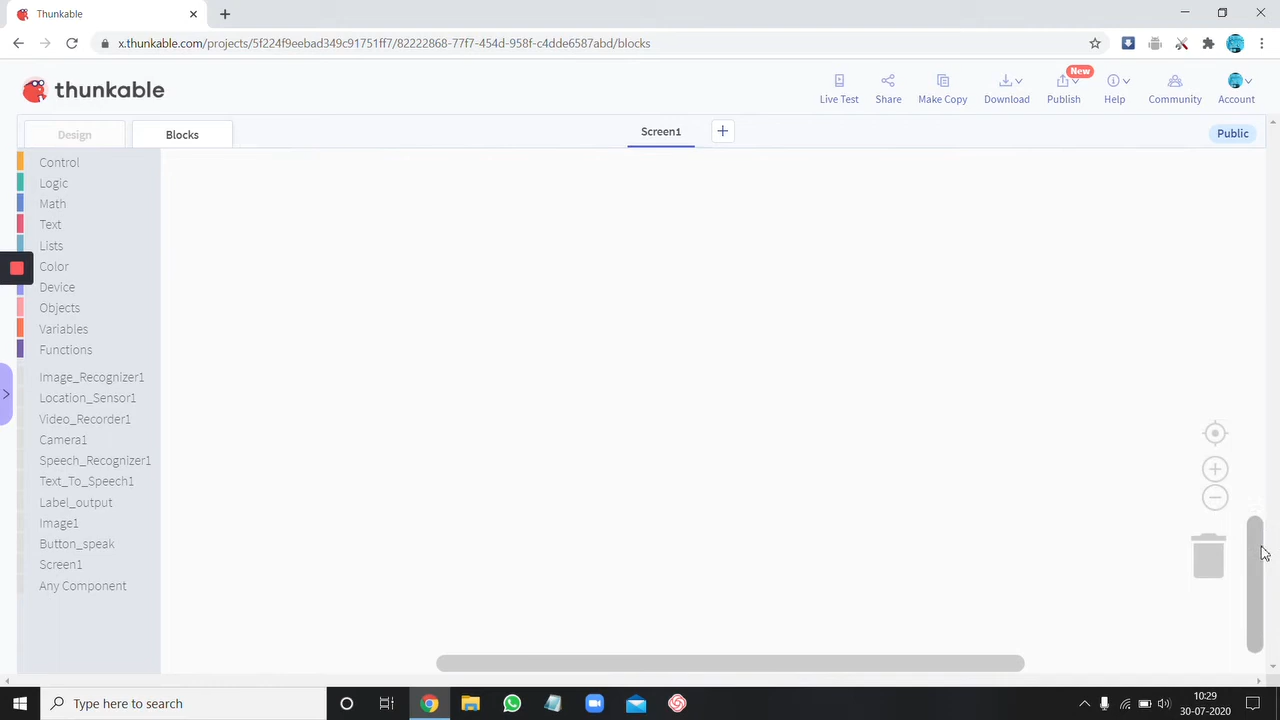 Thunkable
x.thunkable.com/projects/5f224f9eebad349c91751ff7/82222868-77f7-454d-958f-c4dde6587abd/blocks
thunkable
New
Live Test
Share
Make Copy
Download
Publish
Help
Community
Account
Design
Blocks
Screen1
Public
Control
Logic
Math
Text
Lists
Color
Device
Objects
Variables
Functions
Image_Recognizer1
Location_Sensor1
Video_Recorder1
Camera1
Speech_Recognizer1
Text_To_Speech1
Label_output
Image1
Button_speak
Screen1
Any Component
Type here to search
10:29
30-07-2020